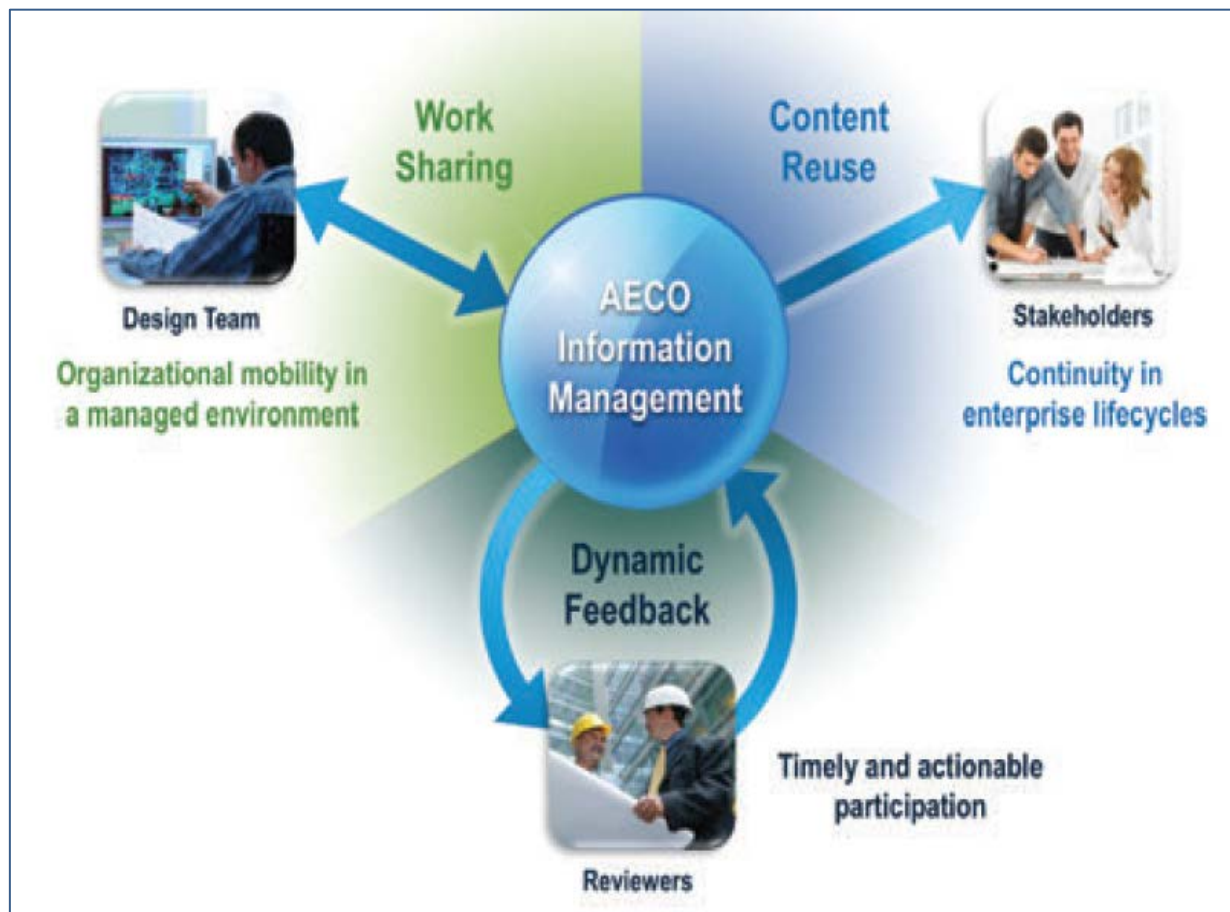 Work
Sharing
Content
Reuse
AECO
Information
Management
Design Team
Organizational mobility in
a managed environment
Stakeholders
Continuity in
enterprise lifecycles
Dynamic
Feedback
Timely and actionable
participation
Reviewers